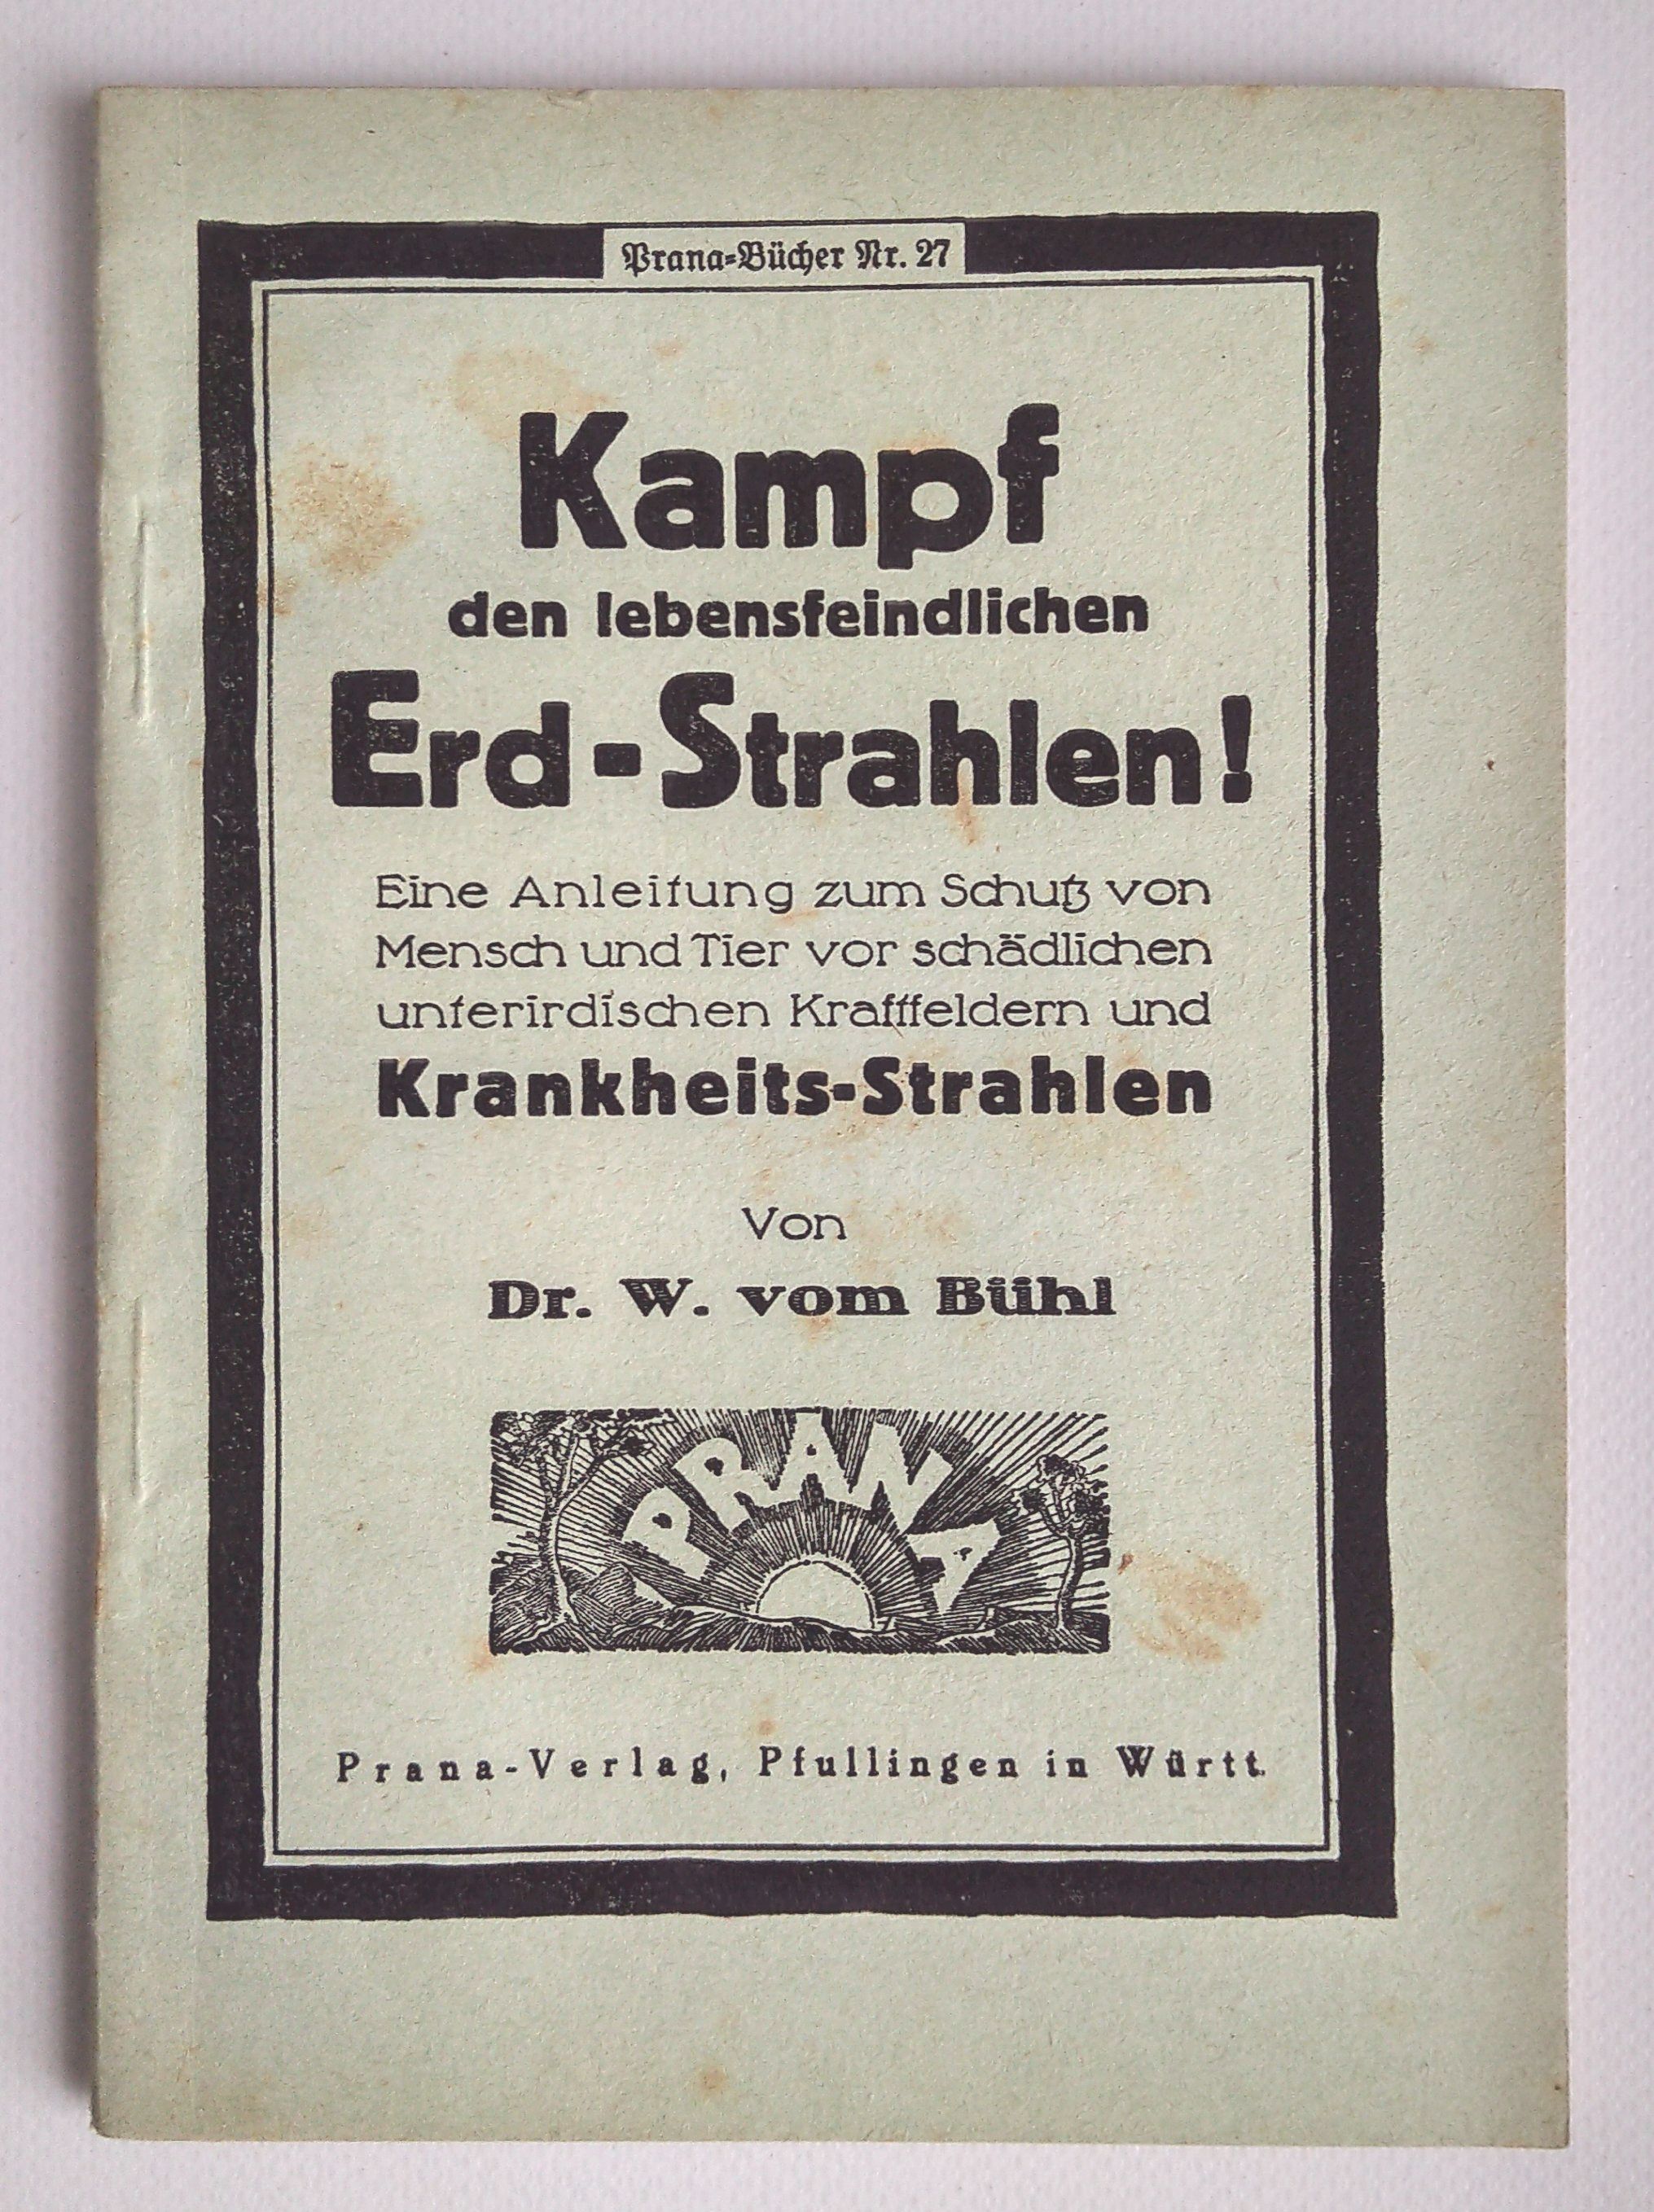 Prana-Bücher Nr. 27
Kampf
den lebensfeindlichen
Erd-Strahlen!
Eine Anleitung zum Schutz von
Mensch und Tier vor schädlichen
unterirdischen Kraftfeldern und
Krankheits-Strahlen
Von
Dr. W. vom Bühl
PRANA
Prana-Verlag, Pfullingen in Württ.